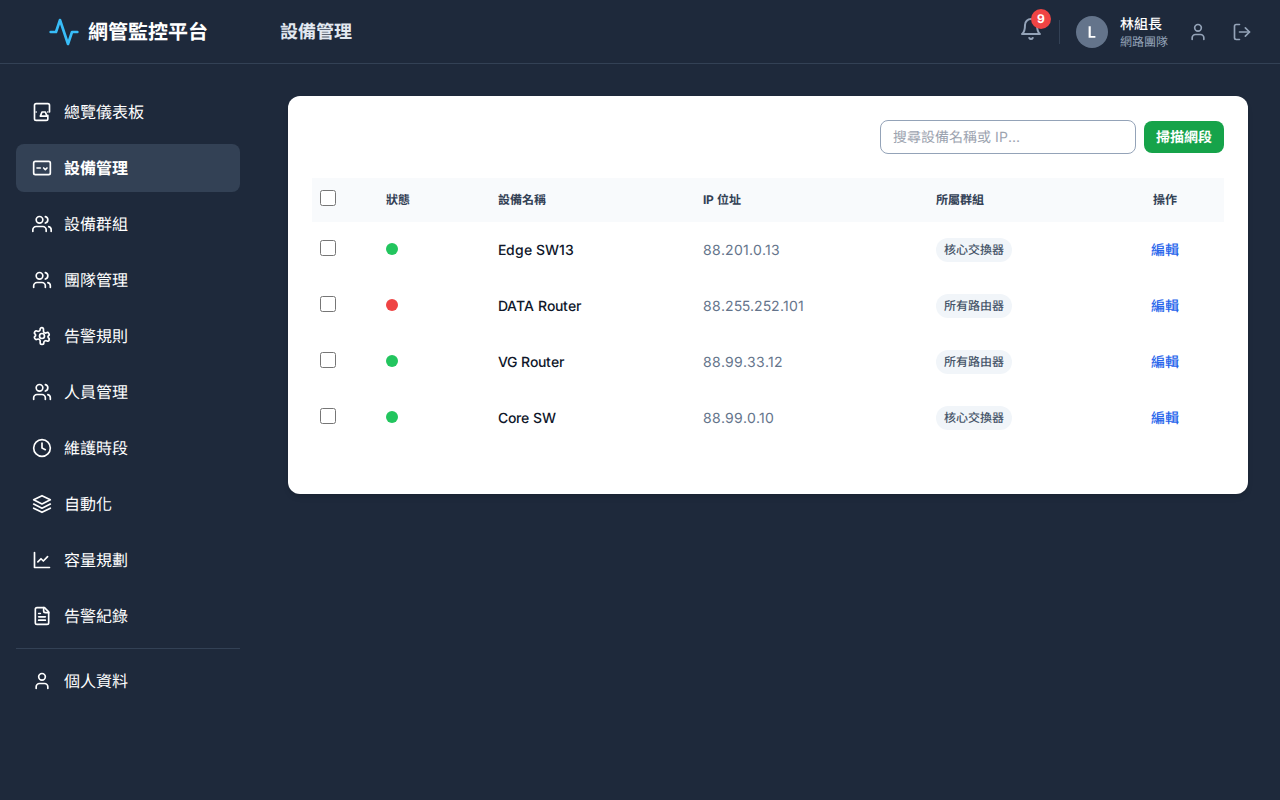 網管監控平台
設備管理
9
L
林組長
網路團隊
總覽儀表板
設備管理
設備群組
團隊管理
告警規則
人員管理
維護時段
自動化
容量規劃
告警紀錄
個人資料
搜尋設備名稱或 IP...
掃描網段
狀態 設備名稱 IP 位址 所屬群組 操作
Edge SW13 88.201.0.13 核心交換器 編輯
DATA Router 88.255.252.101 所有路由器 編輯
VG Router 88.99.33.12 所有路由器 編輯
Core SW 88.99.0.10 核心交換器 編輯